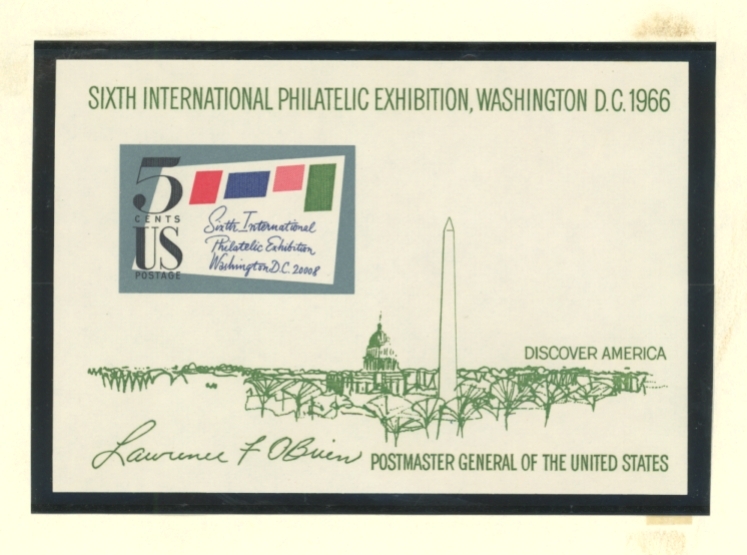 SIXTH INTERNATIONAL PHILATELIC EXHIBITION, WASHINGTON D.C. 1966
5
CENTS
US
POSTAGE
Sixth International
Philatelic Exhibition
Washington D.C. 20008
DISCOVER AMERICA
Lawrence F O'Brien
POSTMASTER GENERAL OF THE UNITED STATES